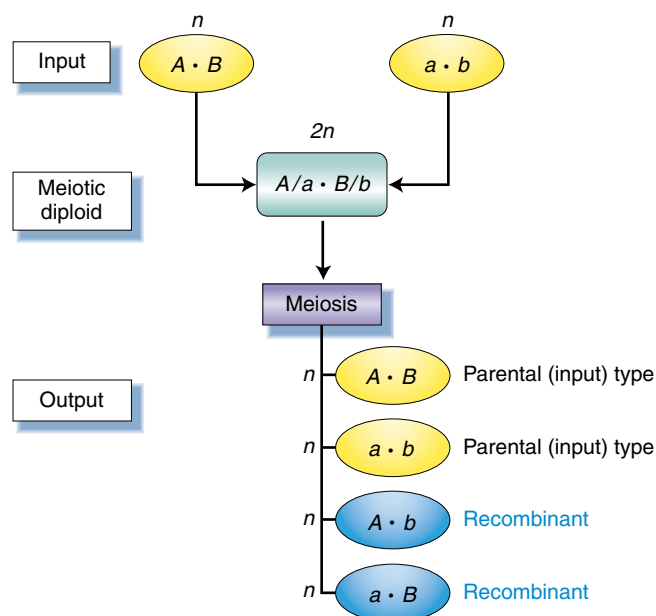 n n
Input A • B a • b
2n
Meiotic
diploid
A/a • B/b
Meiosis
n A • B Parental (input) type
Output
n a • b Parental (input) type
n A • b Recombinant
n a • B Recombinant